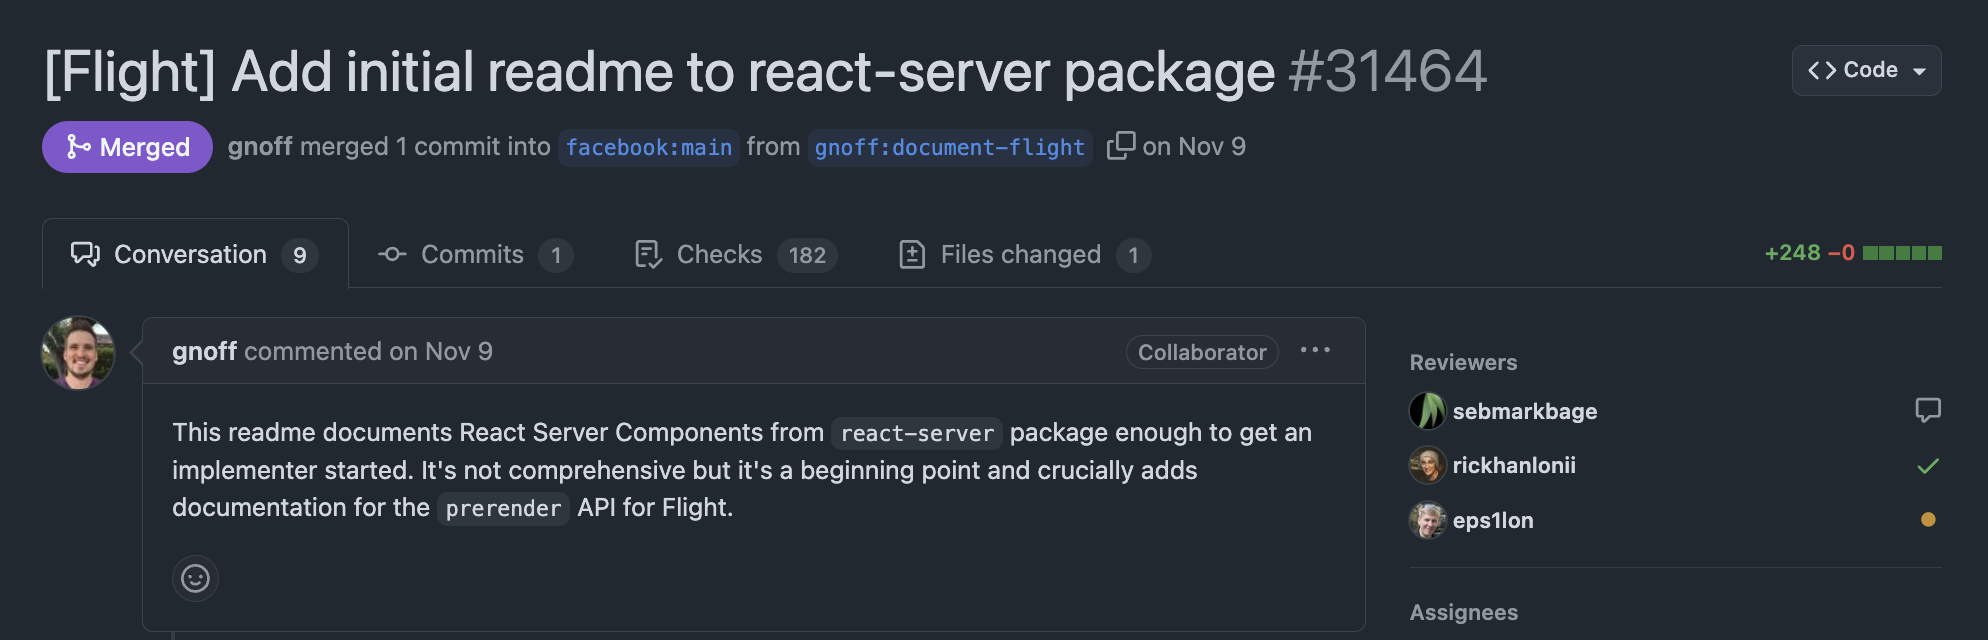 [Flight] Add initial readme to react-server package #31464
Code
Merged gnoff merged 1 commit into facebook:main from gnoff:document-flight on Nov 9
Conversation 9 Commits 1 Checks 182 Files changed 1
+248 −0
gnoff commented on Nov 9
Collaborator
This readme documents React Server Components from react-server package enough to get an
implementer started. It's not comprehensive but it's a beginning point and crucially adds
documentation for the prerender API for Flight.
Reviewers
sebmarkbage
rickhanlonii
eps1lon
Assignees